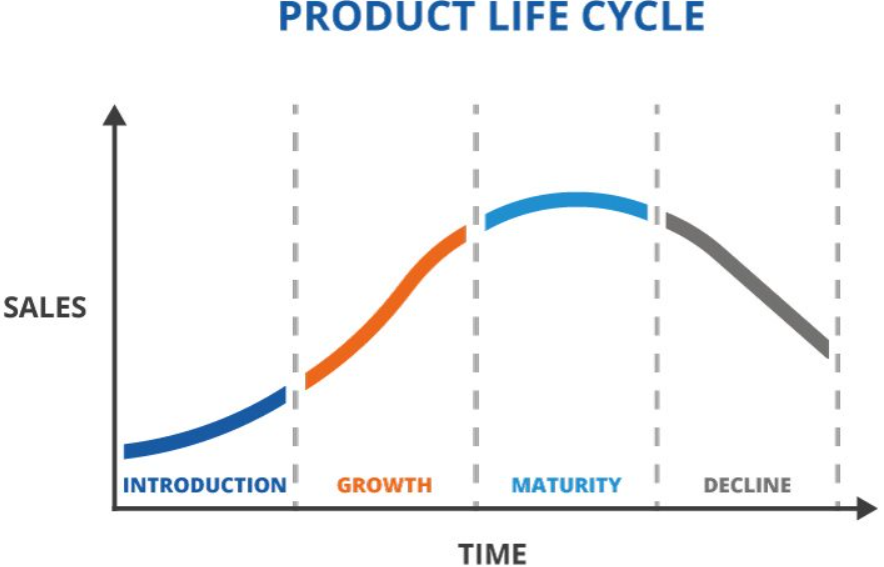 PRODUCT LIFE CYCLE
SALES
INTRODUCTION
GROWTH
MATURITY
DECLINE
TIME